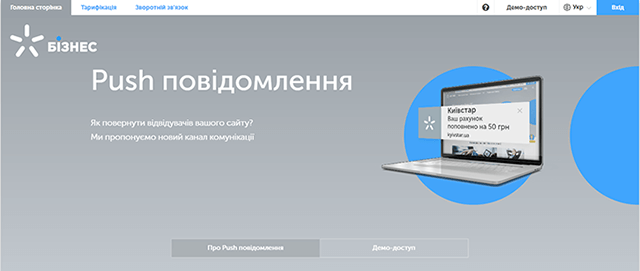 Головна сторінка Тарифікація Зворотній зв'язок Демо-доступ Укр Вхід
БІЗНЕС
Push повідомлення
Як повернути відвідувачів вашого сайту?
Ми пропонуємо новий канал комунікації
Київстар
Ваш рахунок
поповнено на 50 грн
kyivstar.ua
Про Push повідомлення Демо-доступ